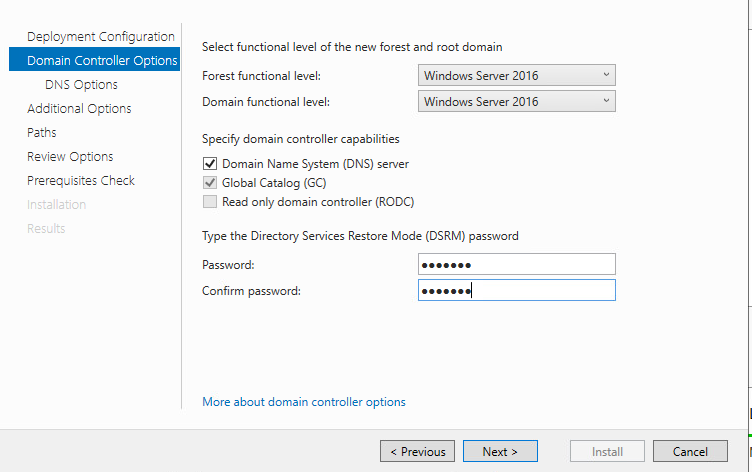 Deployment Configuration
Domain Controller Options
DNS Options
Additional Options
Paths
Review Options
Prerequisites Check
Installation
Results
Select functional level of the new forest and root domain
Forest functional level: Windows Server 2016
Domain functional level: Windows Server 2016
Specify domain controller capabilities
Domain Name System (DNS) server
Global Catalog (GC)
Read only domain controller (RODC)
Type the Directory Services Restore Mode (DSRM) password
Password: ●●●●●●●
Confirm password: ●●●●●●●
More about domain controller options
< Previous Next > Install Cancel